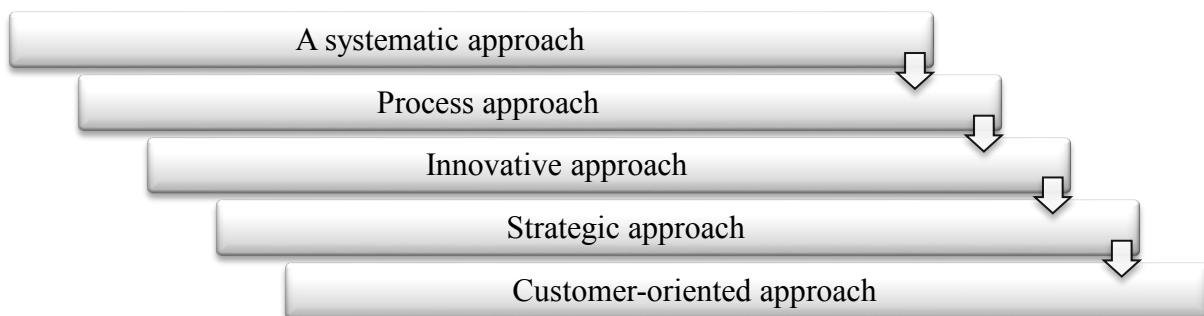 A systematic approach
Process approach
Innovative approach
Strategic approach
Customer-oriented approach